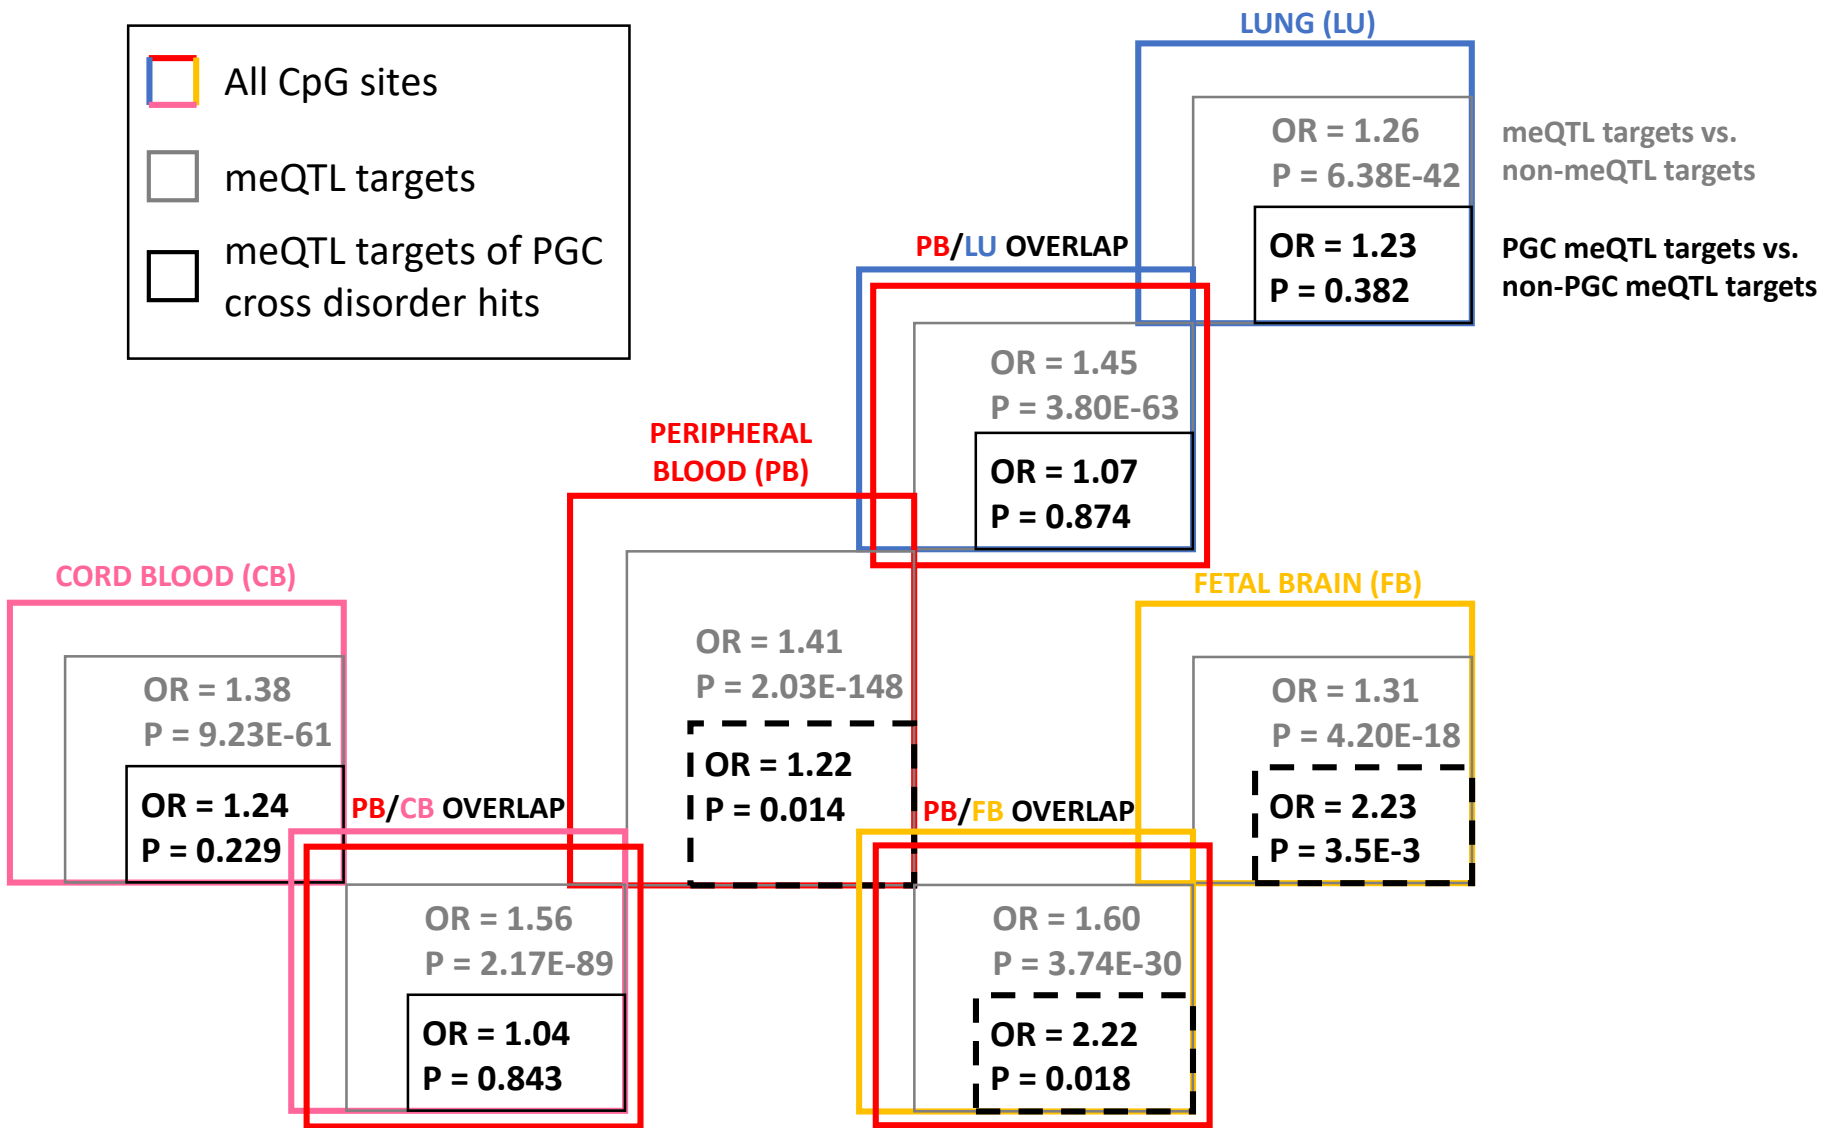 All CpG sites
meQTL targets
meQTL targets of PGC
cross disorder hits
LUNG (LU)
OR = 1.26
P = 6.38E-42
meQTL targets vs.
non-meQTL targets
OR = 1.23
P = 0.382
PGC meQTL targets vs.
non-PGC meQTL targets
PB/LU OVERLAP
OR = 1.45
P = 3.80E-63
OR = 1.07
P = 0.874
PERIPHERAL
BLOOD (PB)
OR = 1.41
P = 2.03E-148
OR = 1.22
P = 0.014
CORD BLOOD (CB)
OR = 1.38
P = 9.23E-61
OR = 1.24
P = 0.229
PB/CB OVERLAP
OR = 1.56
P = 2.17E-89
OR = 1.04
P = 0.843
FETAL BRAIN (FB)
OR = 1.31
P = 4.20E-18
OR = 2.23
P = 3.5E-3
PB/FB OVERLAP
OR = 1.60
P = 3.74E-30
OR = 2.22
P = 0.018